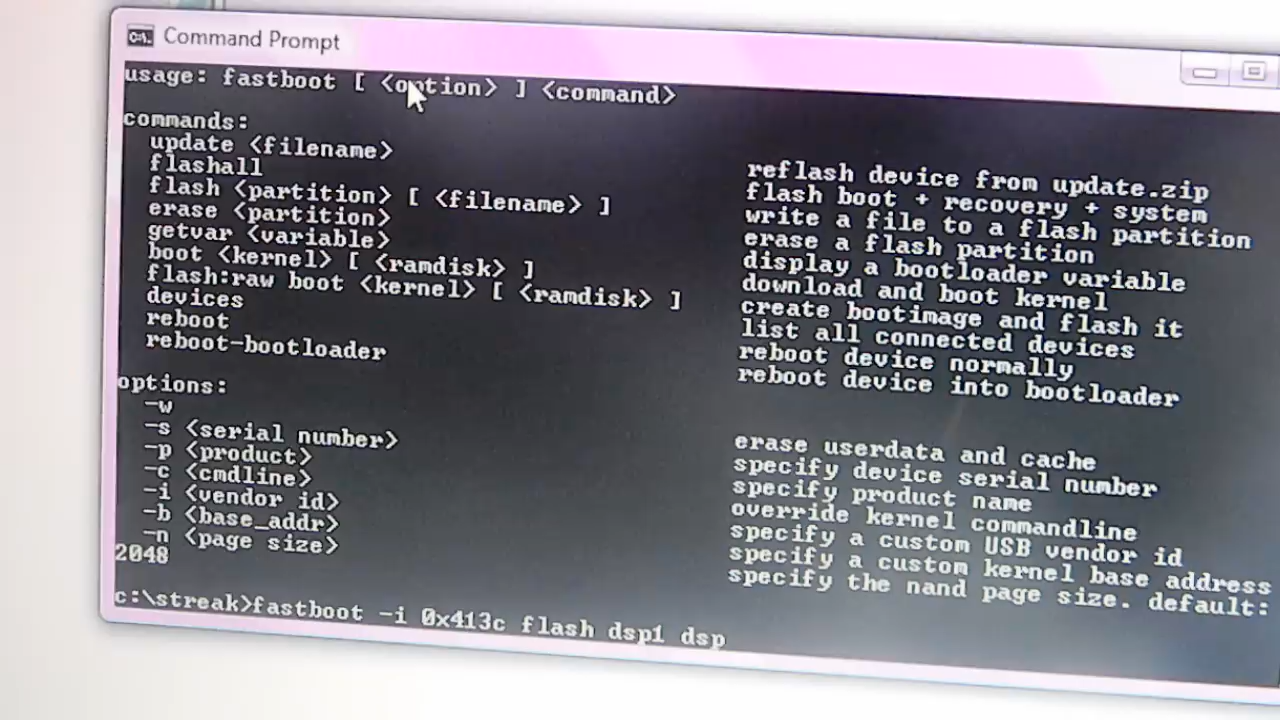 Command Prompt
usage: fastboot [ <option> ] <command>
commands:
update <filename> reflash device from update.zip
flashall flash boot + recovery + system
flash <partition> [ <filename> ] write a file to a flash partition
erase <partition> erase a flash partition
getvar <variable> display a bootloader variable
boot <kernel> [ <ramdisk> ] download and boot kernel
flash:raw boot <kernel> [ <ramdisk> ] create bootimage and flash it
devices list all connected devices
reboot reboot device normally
reboot-bootloader reboot device into bootloader
options:
-w erase userdata and cache
-s <serial number> specify device serial number
-p <product> specify product name
-c <cmdline> override kernel commandline
-i <vendor id> specify a custom USB vendor id
-b <base_addr> specify a custom kernel base address
-n <page size> specify the nand page size. default:
2048
c:\streak>fastboot -i 0x413c flash dsp1 dsp